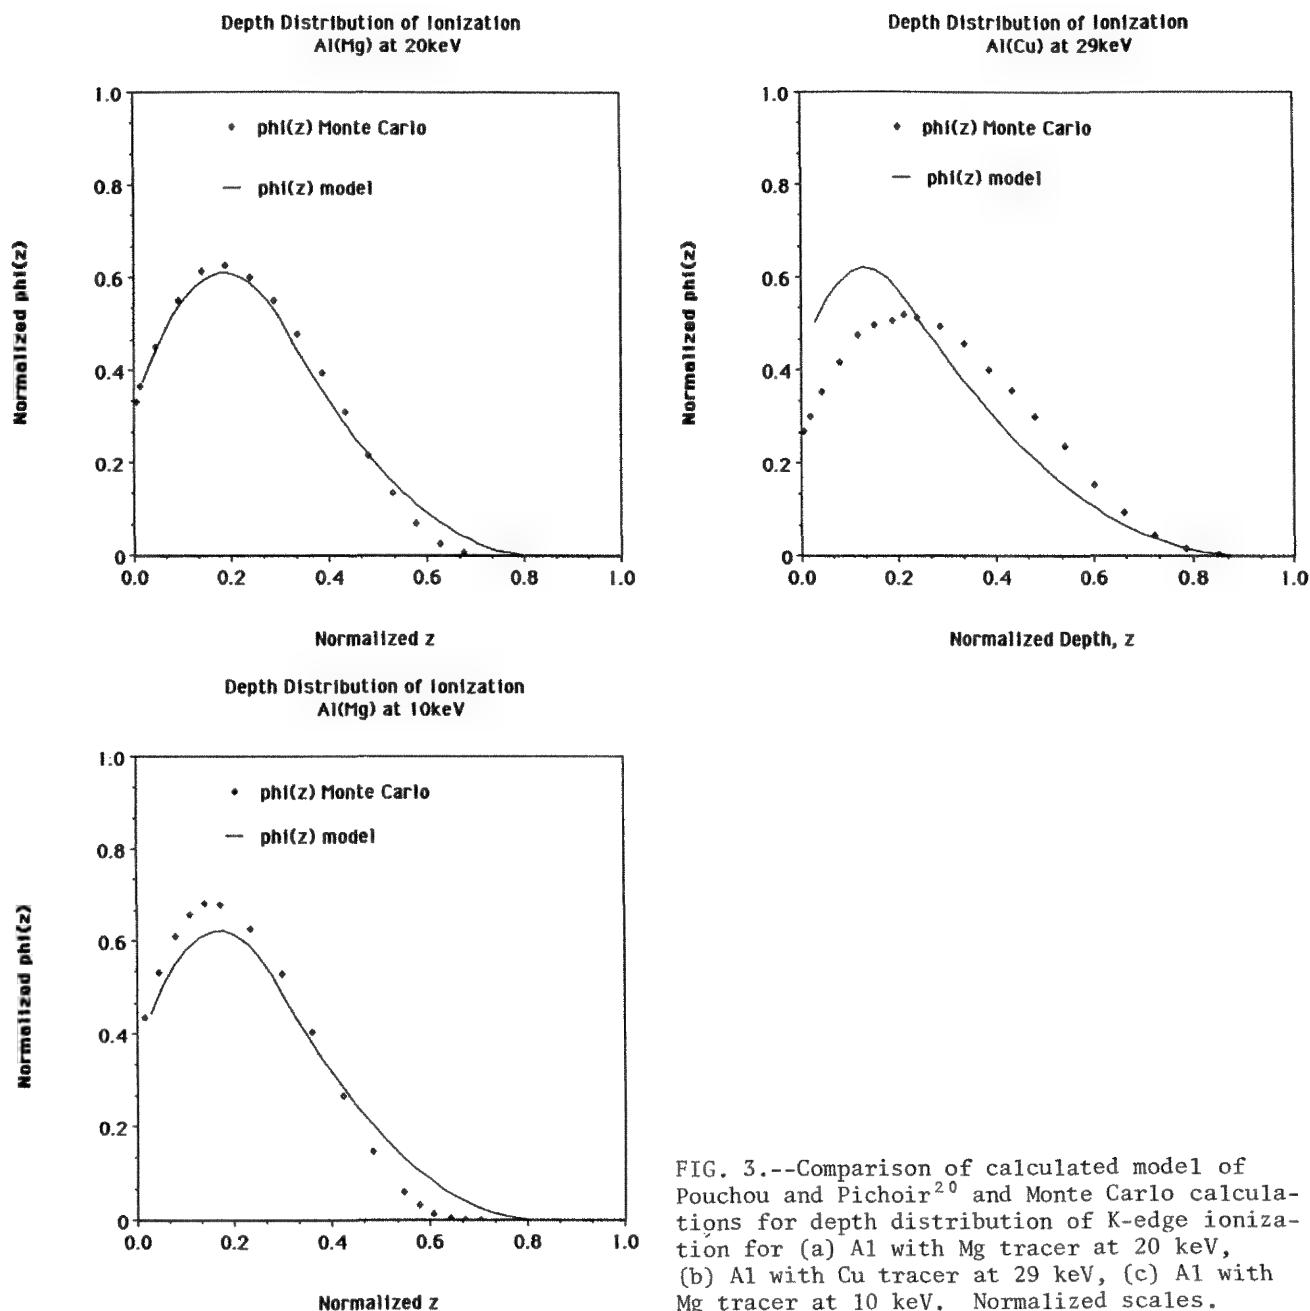 Depth Distribution of Ionization
Al(Mg) at 20keV
1.0
phi(z) Monte Carlo
0.8
phi(z) model
Normalized phi(z)
0.6
0.4
0.2
0
0.0 0.2 0.4 0.6 0.8 1.0
Normalized z
Depth Distribution of Ionization
Al(Cu) at 29keV
1.0
phi(z) Monte Carlo
0.8
phi(z) model
Normalized phi(z)
0.6
0.4
0.2
0
0.0 0.2 0.4 0.6 0.8 1.0
Normalized Depth, z
Depth Distribution of Ionization
Al(Mg) at 10keV
1.0
phi(z) Monte Carlo
phi(z) model
0.8
Normalized phi(z)
0.6
0.4
0.2
0
0.0 0.2 0.4 0.6 0.8 1.0
Normalized z
FIG. 3.--Comparison of calculated model of
Pouchou and Pichoir²⁰ and Monte Carlo calcula-
tions for depth distribution of K-edge ioniza-
tion for (a) Al with Mg tracer at 20 keV,
(b) Al with Cu tracer at 29 keV, (c) Al with
Mg tracer at 10 keV. Normalized scales.